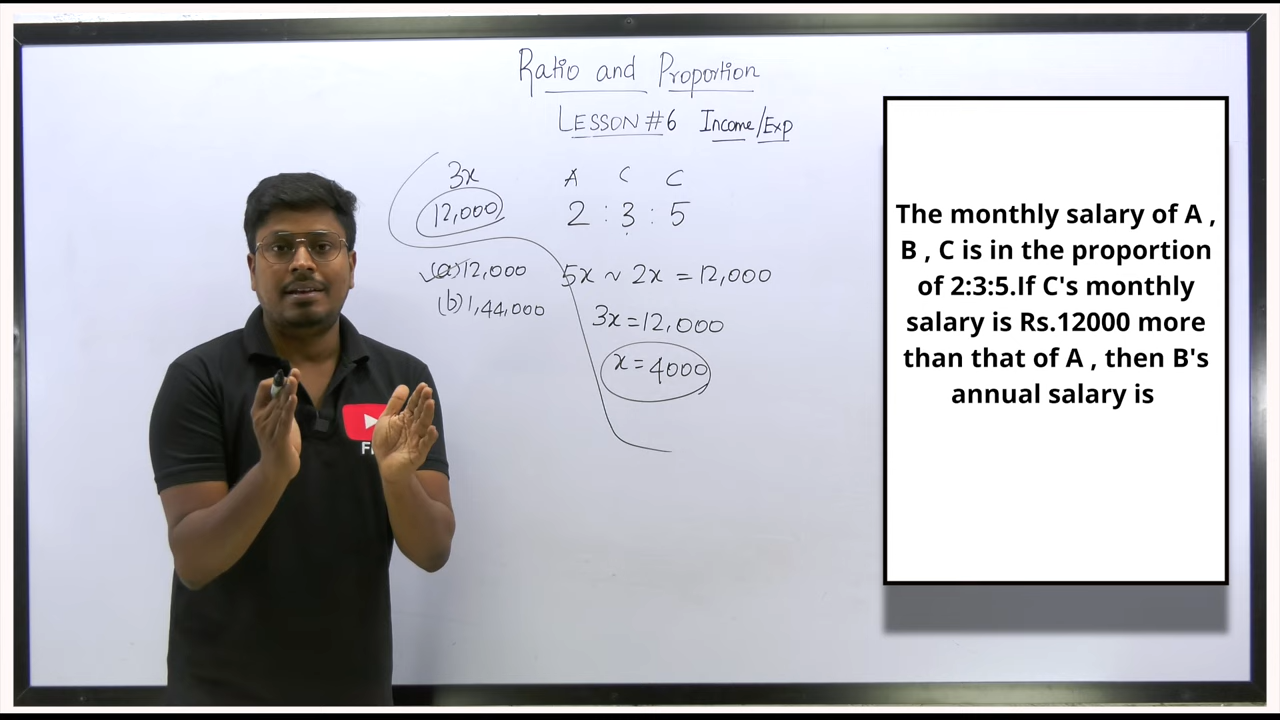 Ratio and Proportion
LESSON #6 Income/Exp
3x
12,000
A C C
2 : 3 : 5
(a) 12,000
(b) 1,44,000
5x ~ 2x = 12,000
3x = 12,000
x = 4000
The monthly salary of A ,
B , C is in the proportion
of 2:3:5.If C's monthly
salary is Rs.12000 more
than that of A , then B's
annual salary is